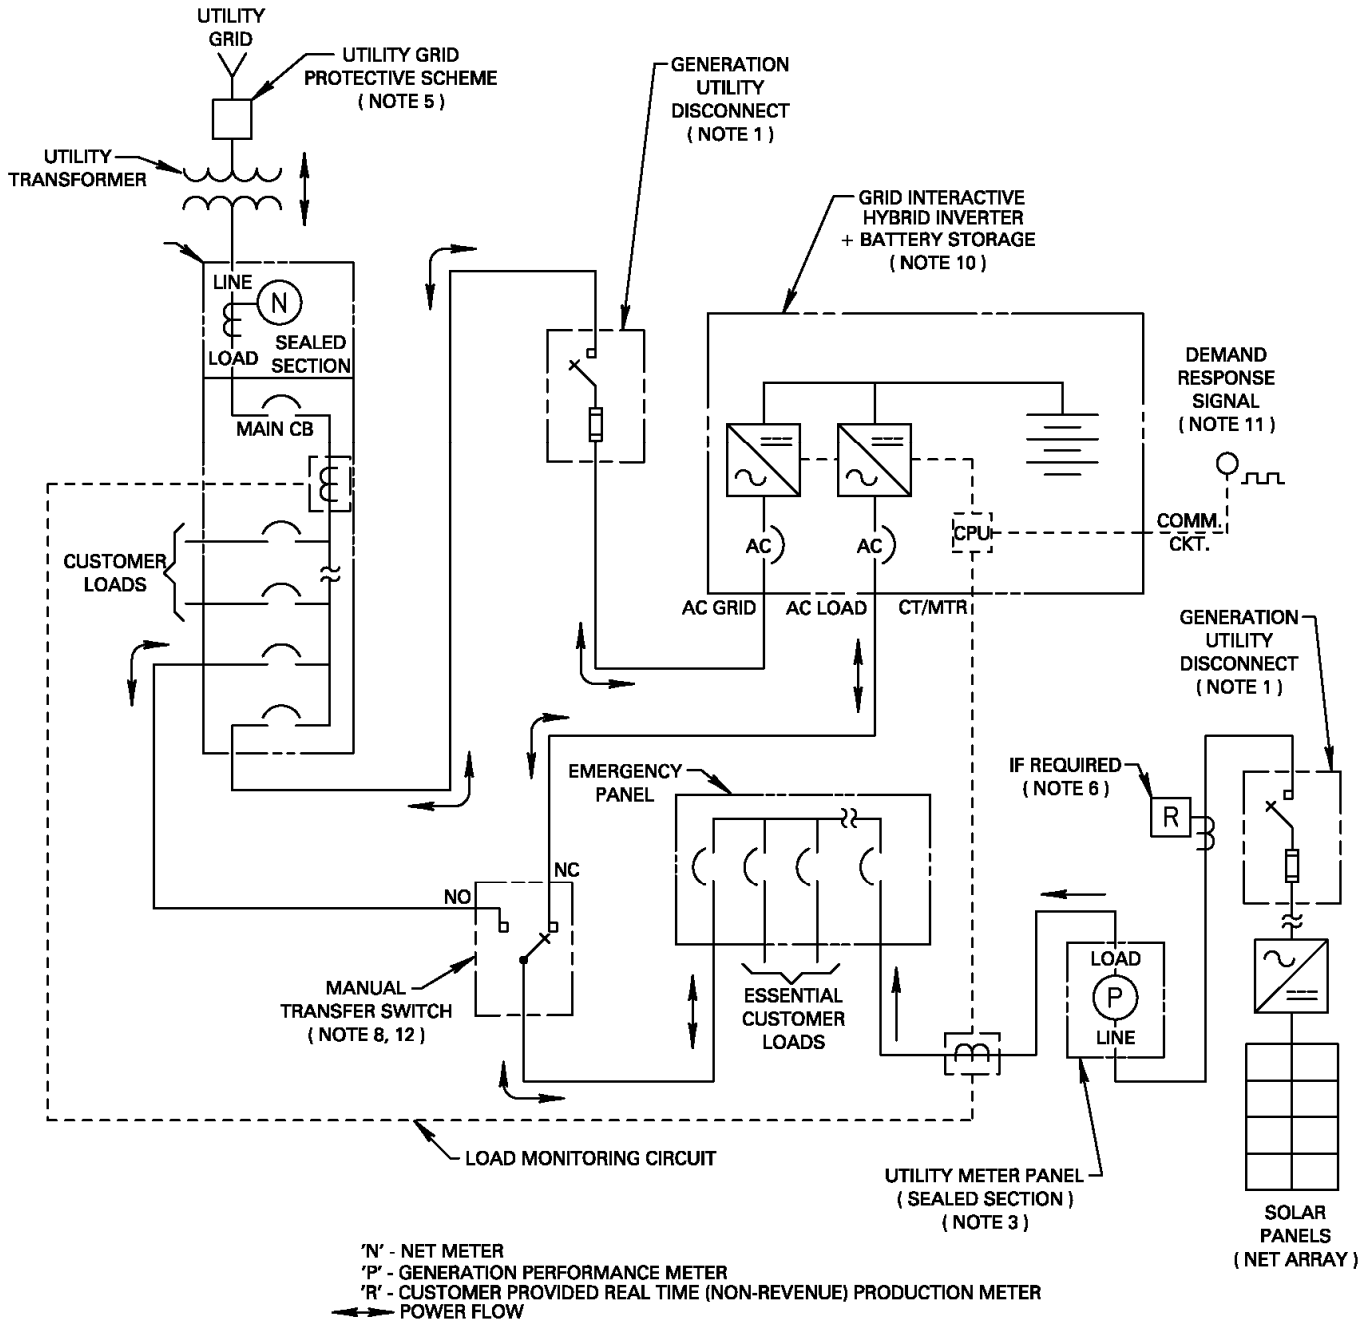 UTILITY
GRID
UTILITY GRID
PROTECTIVE SCHEME
( NOTE 5 )
UTILITY
TRANSFORMER
LINE
N
SEALED
SECTION
LOAD
MAIN CB
CUSTOMER
LOADS
GENERATION
UTILITY
DISCONNECT
( NOTE 1 )
GRID INTERACTIVE
HYBRID INVERTER
+ BATTERY STORAGE
( NOTE 10 )
DEMAND
RESPONSE
SIGNAL
( NOTE 11 )
AC
AC
CPU
COMM.
CKT.
AC GRID
AC LOAD
CT/MTR
GENERATION
UTILITY
DISCONNECT
( NOTE 1 )
IF REQUIRED
( NOTE 6 )
R
EMERGENCY
PANEL
NC
NO
MANUAL
TRANSFER SWITCH
( NOTE 8, 12 )
ESSENTIAL
CUSTOMER
LOADS
LOAD
P
LINE
LOAD MONITORING CIRCUIT
UTILITY METER PANEL
( SEALED SECTION )
( NOTE 3 )
SOLAR
PANELS
( NET ARRAY )
'N' - NET METER
'P' - GENERATION PERFORMANCE METER
'R' - CUSTOMER PROVIDED REAL TIME (NON-REVENUE) PRODUCTION METER
POWER FLOW